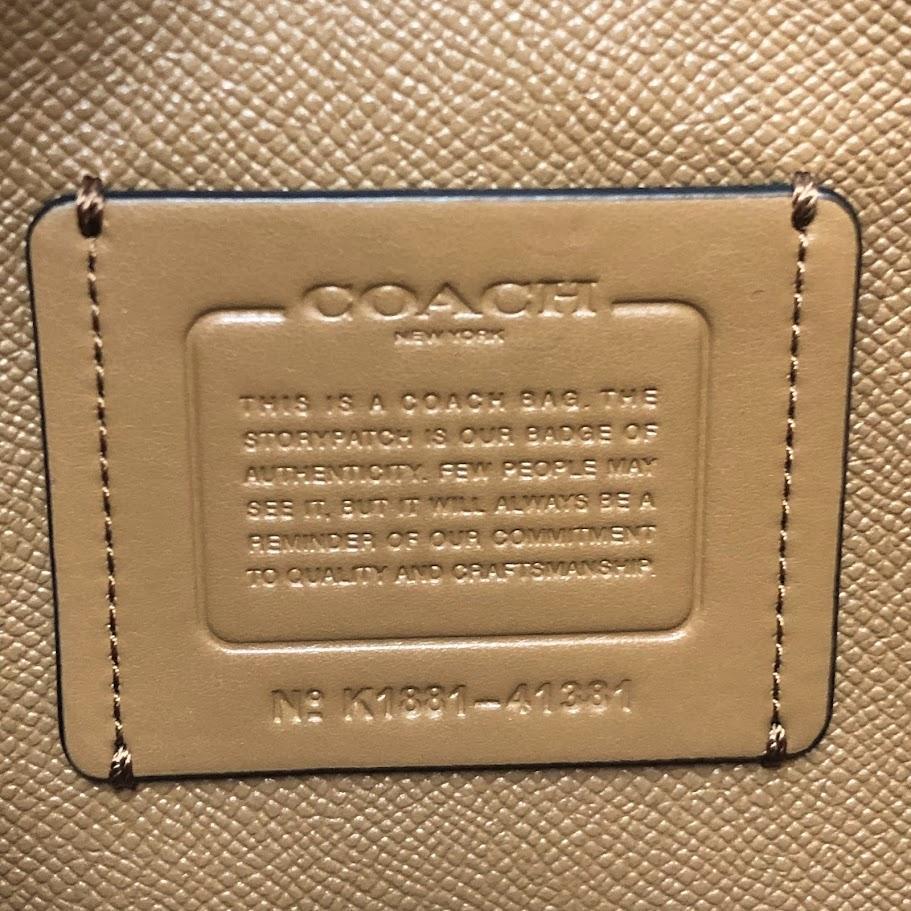 COACH
NEW YORK
THIS IS A COACH BAG. THE
STORYPATCH IS OUR BADGE OF
AUTHENTICITY. FEW PEOPLE MAY
SEE IT, BUT IT WILL ALWAYS BE A
REMINDER OF OUR COMMITMENT
TO QUALITY AND CRAFTSMANSHIP.
Nº K1881-41381